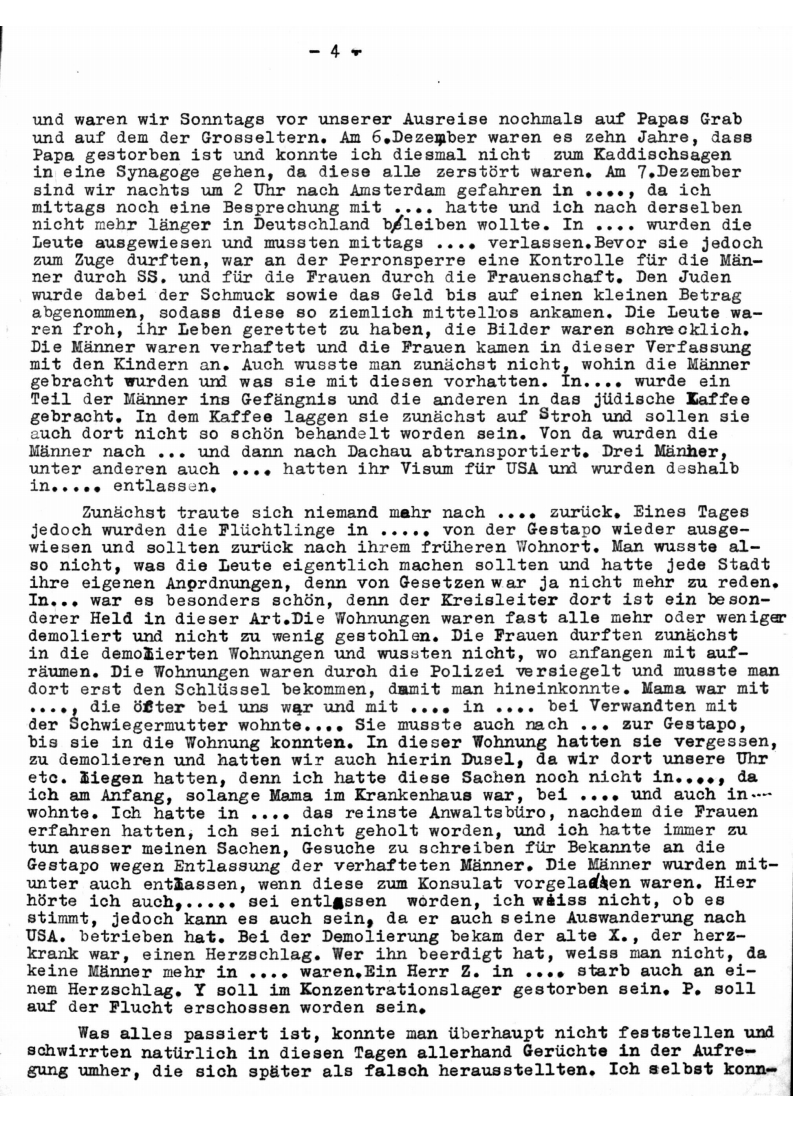 - 4 -
und waren wir Sonntags vor unserer Ausreise nochmals auf Papas Grab
und auf dem der Grosseltern. Am 6.Dezember waren es zehn Jahre, dass
Papa gestorben ist und konnte ich diesmal nicht zum Kaddischsagen
in eine Synagoge gehen, da diese alle zerstört waren. Am 7.Dezember
sind wir nachts um 2 Uhr nach Amsterdam gefahren in ...., da ich
mittags noch eine Besprechung mit .... hatte und ich nach derselben
nicht mehr länger in Deutschland bleiben wollte. In .... wurden die
Leute ausgewiesen und mussten mittags .... verlassen.Bevor sie jedoch
zum Zuge durften, war an der Perronsperre eine Kontrolle für die Män-
ner durch SS. und für die Frauen durch die Frauenschaft. Den Juden
wurde dabei der Schmuck sowie das Geld bis auf einen kleinen Betrag
abgenommen, sodass diese so ziemlich mittellos ankamen. Die Leute wa-
ren froh, ihr Leben gerettet zu haben, die Bilder waren schrecklich.
Die Männer waren verhaftet und die Frauen kamen in dieser Verfassung
mit den Kindern an. Auch wusste man zunächst nicht, wohin die Männer
gebracht wurden und was sie mit diesen vorhatten. In.... wurde ein
Teil der Männer ins Gefängnis und die anderen in das jüdische Kaffee
gebracht. In dem Kaffee laggen sie zunächst auf Stroh und sollen sie
auch dort nicht so schön behandelt worden sein. Von da wurden die
Männer nach ... und dann nach Dachau abtransportiert. Drei Männer,
unter anderen auch .... hatten ihr Visum für USA und wurden deshalb
in..... entlassen.
Zunächst traute sich niemand mehr nach .... zurück. Eines Tages
jedoch wurden die Flüchtlinge in ..... von der Gestapo wieder ausge-
wiesen und sollten zurück nach ihrem früheren Wohnort. Man wusste al-
so nicht, was die Leute eigentlich machen sollten und hatte jede Stadt
ihre eigenen Anordnungen, denn von Gesetzen war ja nicht mehr zu reden.
In... war es besonders schön, denn der Kreisleiter dort ist ein beson-
derer Held in dieser Art.Die Wohnungen waren fast alle mehr oder weniger
demoliert und nicht zu wenig gestohlen. Die Frauen durften zunächst
in die demolierten Wohnungen und wussten nicht, wo anfangen mit auf-
räumen. Die Wohnungen waren durch die Polizei versiegelt und musste man
dort erst den Schlüssel bekommen, damit man hineinkonnte. Mama war mit
...., die öfter bei uns war und mit .... in .... bei Verwandten mit
der Schwiegermutter wohnte.... Sie musste auch nach ... zur Gestapo,
bis sie in die Wohnung konnten. In dieser Wohnung hatten sie vergessen,
zu demolieren und hatten wir auch hierin Dusel, da wir dort unsere Uhr
etc. liegen hatten, denn ich hatte diese Sachen noch nicht in...., da
ich am Anfang, solange Mama im Krankenhaus war, bei .... und auch in....
wohnte. Ich hatte in .... das reinste Anwaltsbüro, nachdem die Frauen
erfahren hatten, ich sei nicht geholt worden, und ich hatte immer zu
tun ausser meinen Sachen, Gesuche zu schreiben für Bekannte an die
Gestapo wegen Entlassung der verhafteten Männer. Die Männer wurden mit-
unter auch entlassen, wenn diese zum Konsulat vorgeladen waren. Hier
hörte ich auch,..... sei entlassen worden, ich weiss nicht, ob es
stimmt, jedoch kann es auch sein, da er auch seine Auswanderung nach
USA. betrieben hat. Bei der Demolierung bekam der alte X., der herz-
krank war, einen Herzschlag. Wer ihn beerdigt hat, weiss man nicht, da
keine Männer mehr in .... waren.Ein Herr Z. in .... starb auch an ei-
nem Herzschlag. Y soll im Konzentrationslager gestorben sein. P. soll
auf der Flucht erschossen worden sein.
Was alles passiert ist, konnte man überhaupt nicht feststellen und
schwirrten natürlich in diesen Tagen allerhand Gerüchte in der Aufre-
gung umher, die sich später als falsch herausstellten. Ich selbst konn-